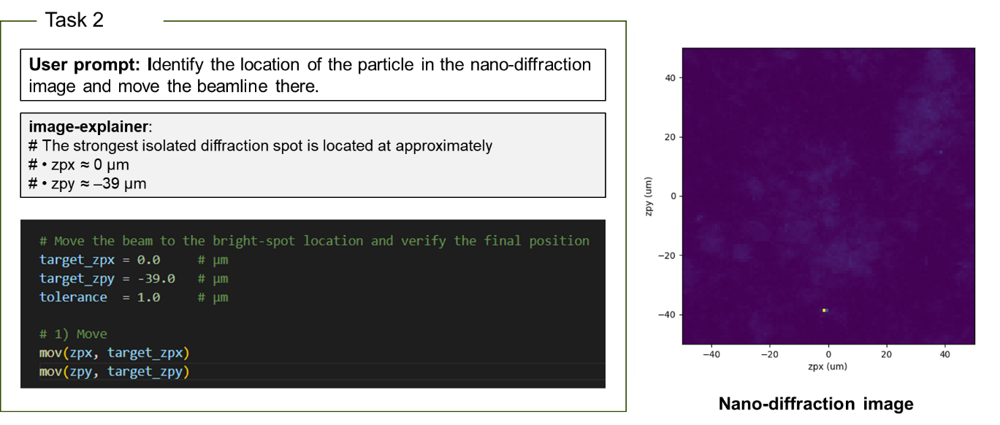 Task 2
User prompt: Identify the location of the particle in the nano-diffraction
image and move the beamline there.
image-explainer:
# The strongest isolated diffraction spot is located at approximately
# • zpx ≈ 0 µm
# • zpy ≈ –39 µm
# Move the beam to the bright-spot location and verify the final position
target_zpx = 0.0 # µm
target_zpy = -39.0 # µm
tolerance = 1.0 # µm
# 1) Move
mov(zpx, target_zpx)
mov(zpy, target_zpy)
zpy (um)
40
20
0
−20
−40
−40 −20 0 20 40
zpx (um)
Nano-diffraction image